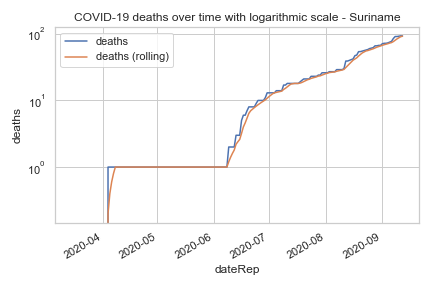 COVID-19 deaths over time with logarithmic scale - Suriname
deaths
deaths (rolling)
10²
10¹
10⁰
deaths
2020-04
2020-05
2020-06
2020-07
2020-08
2020-09
dateRep